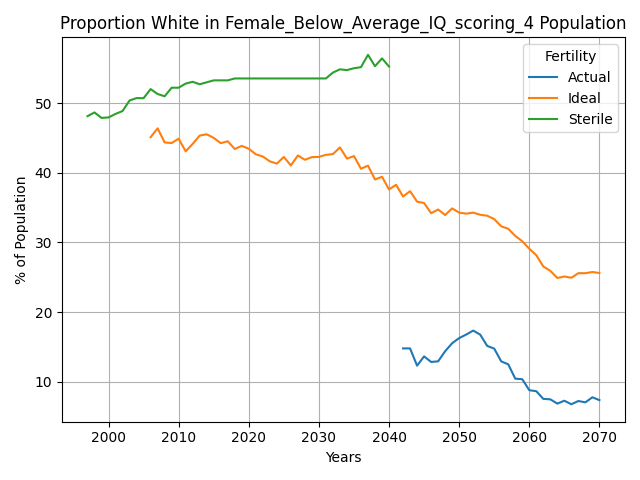 Proportion White in Female_Below_Average_IQ_scoring_4 Population
Fertility
Actual
Ideal
Sterile
% of Population
50
40
30
20
10
2000 2010 2020 2030 2040 2050 2060 2070
Years